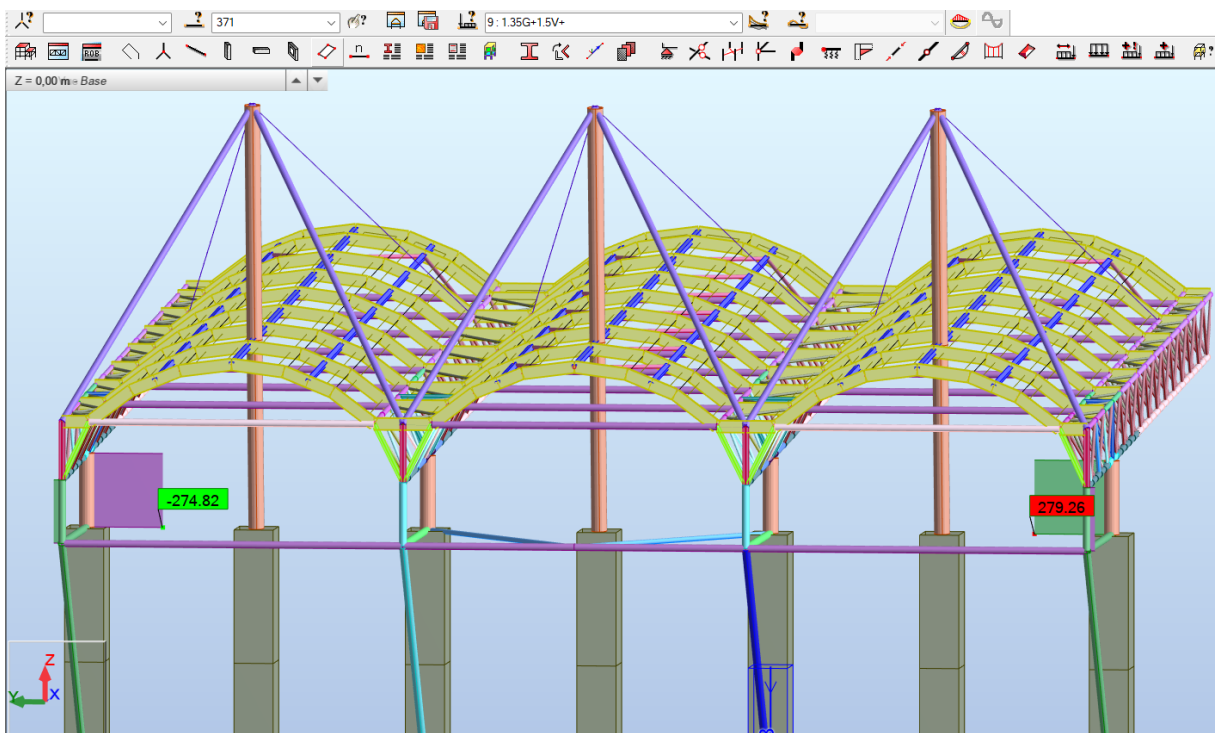 371
9 : 1.35G+1.5V+
Z = 0,00 m - Base
-274.82
279.26
Z
Y
X